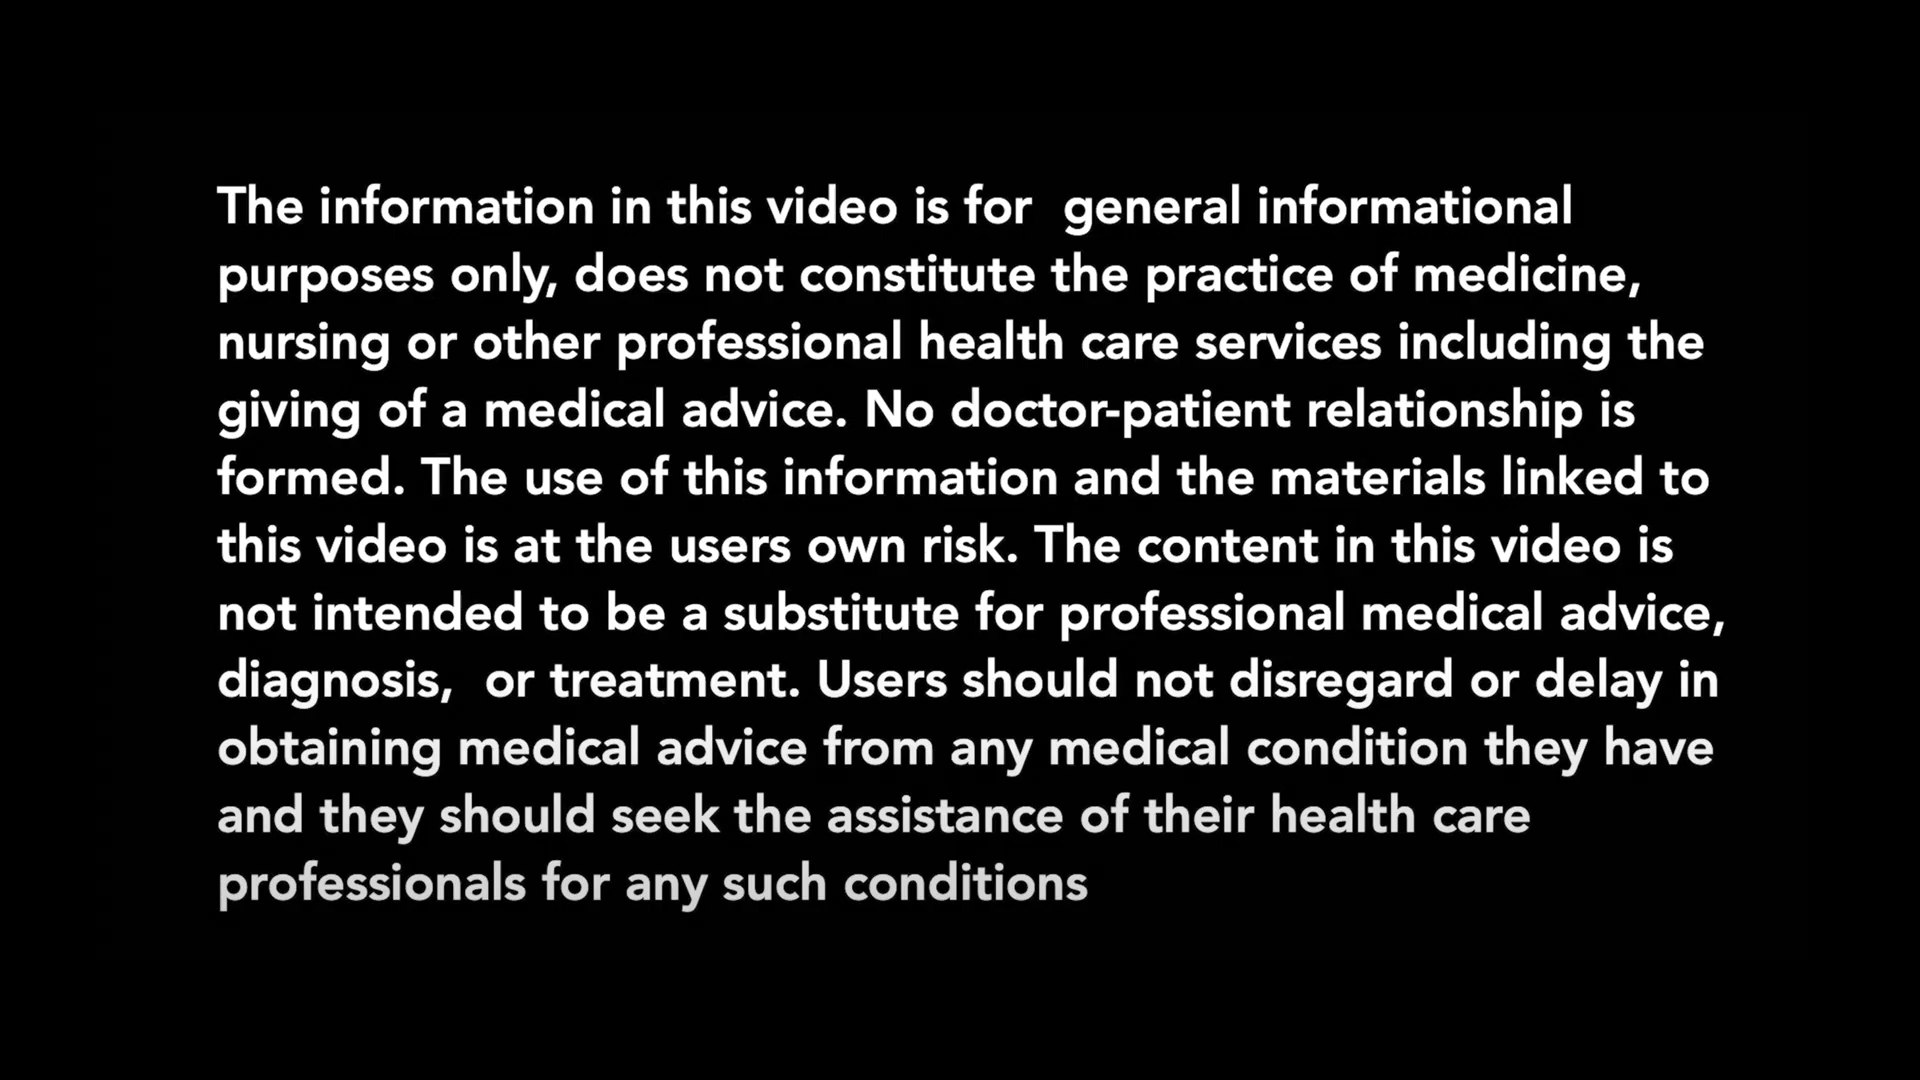 The information in this video is for  general informational
purposes only, does not constitute the practice of medicine,
nursing or other professional health care services including the
giving of a medical advice. No doctor-patient relationship is
formed. The use of this information and the materials linked to
this video is at the users own risk. The content in this video is
not intended to be a substitute for professional medical advice,
diagnosis,  or treatment. Users should not disregard or delay in
obtaining medical advice from any medical condition they have
and they should seek the assistance of their health care
professionals for any such conditions